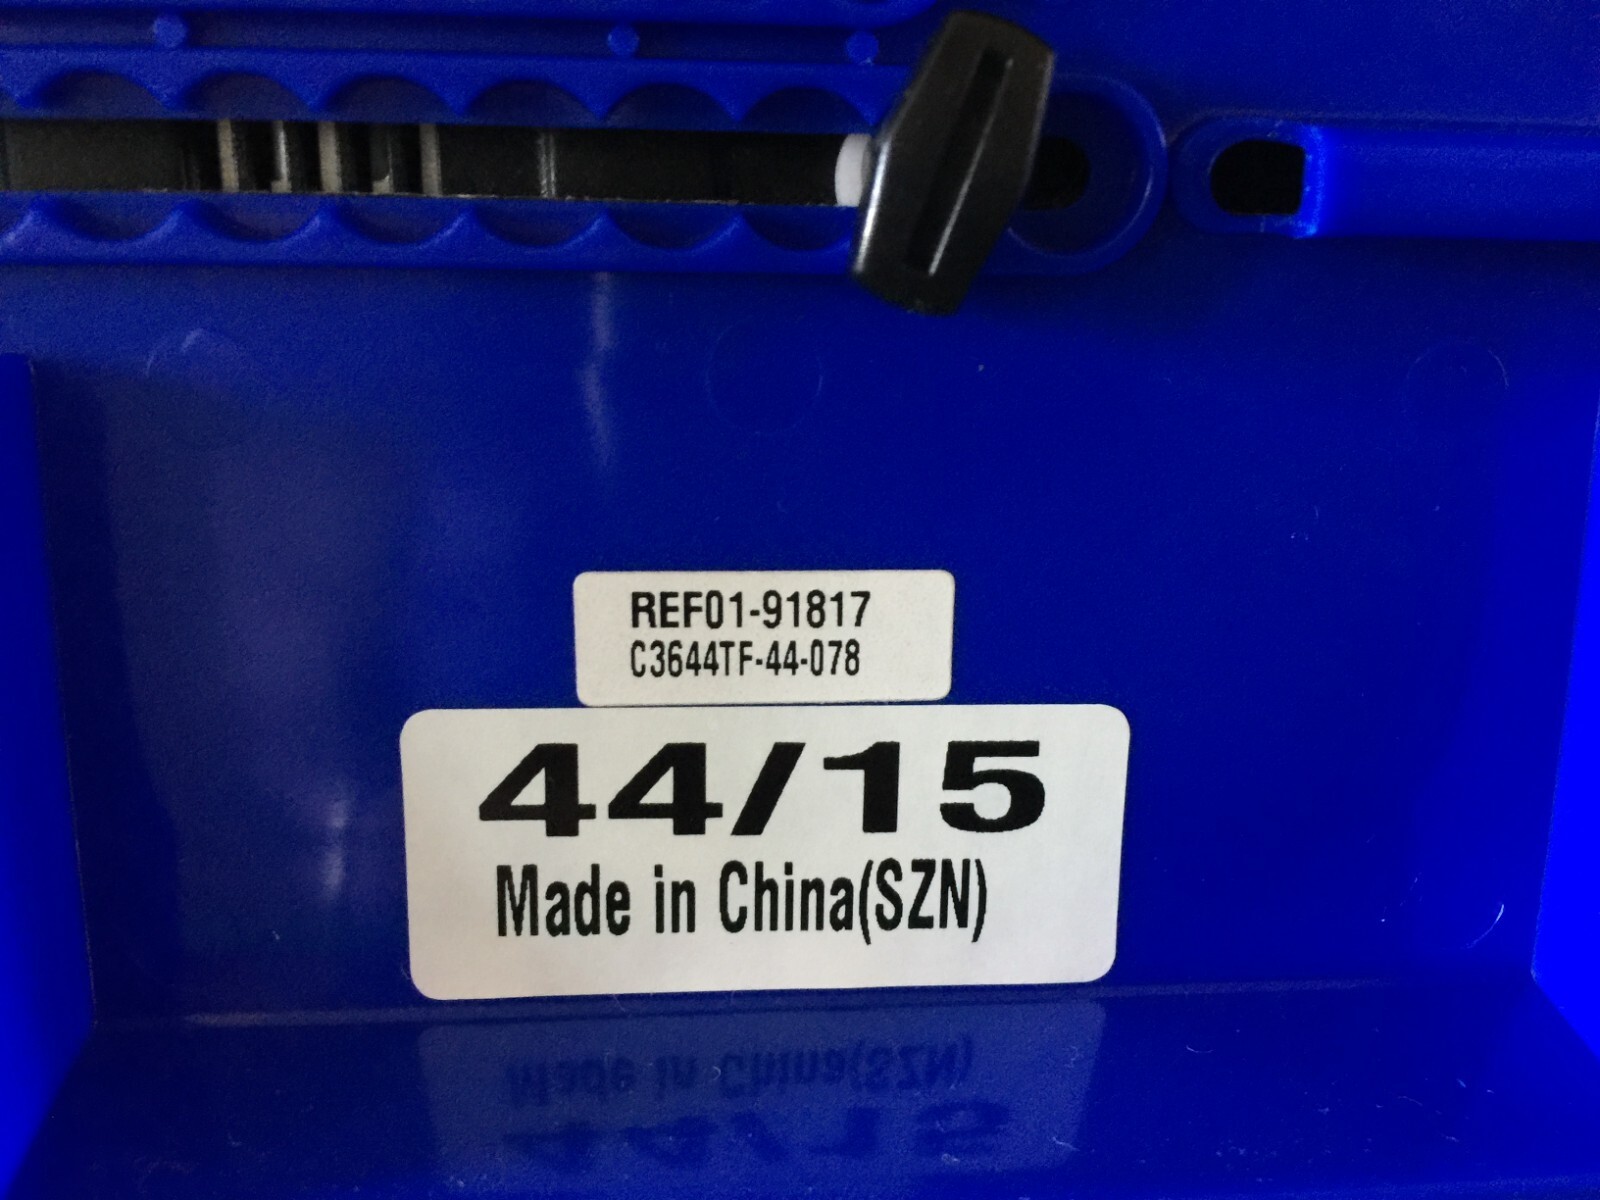 REF01-91817
C3644TF-44-078
44/15
Made in China(SZN)